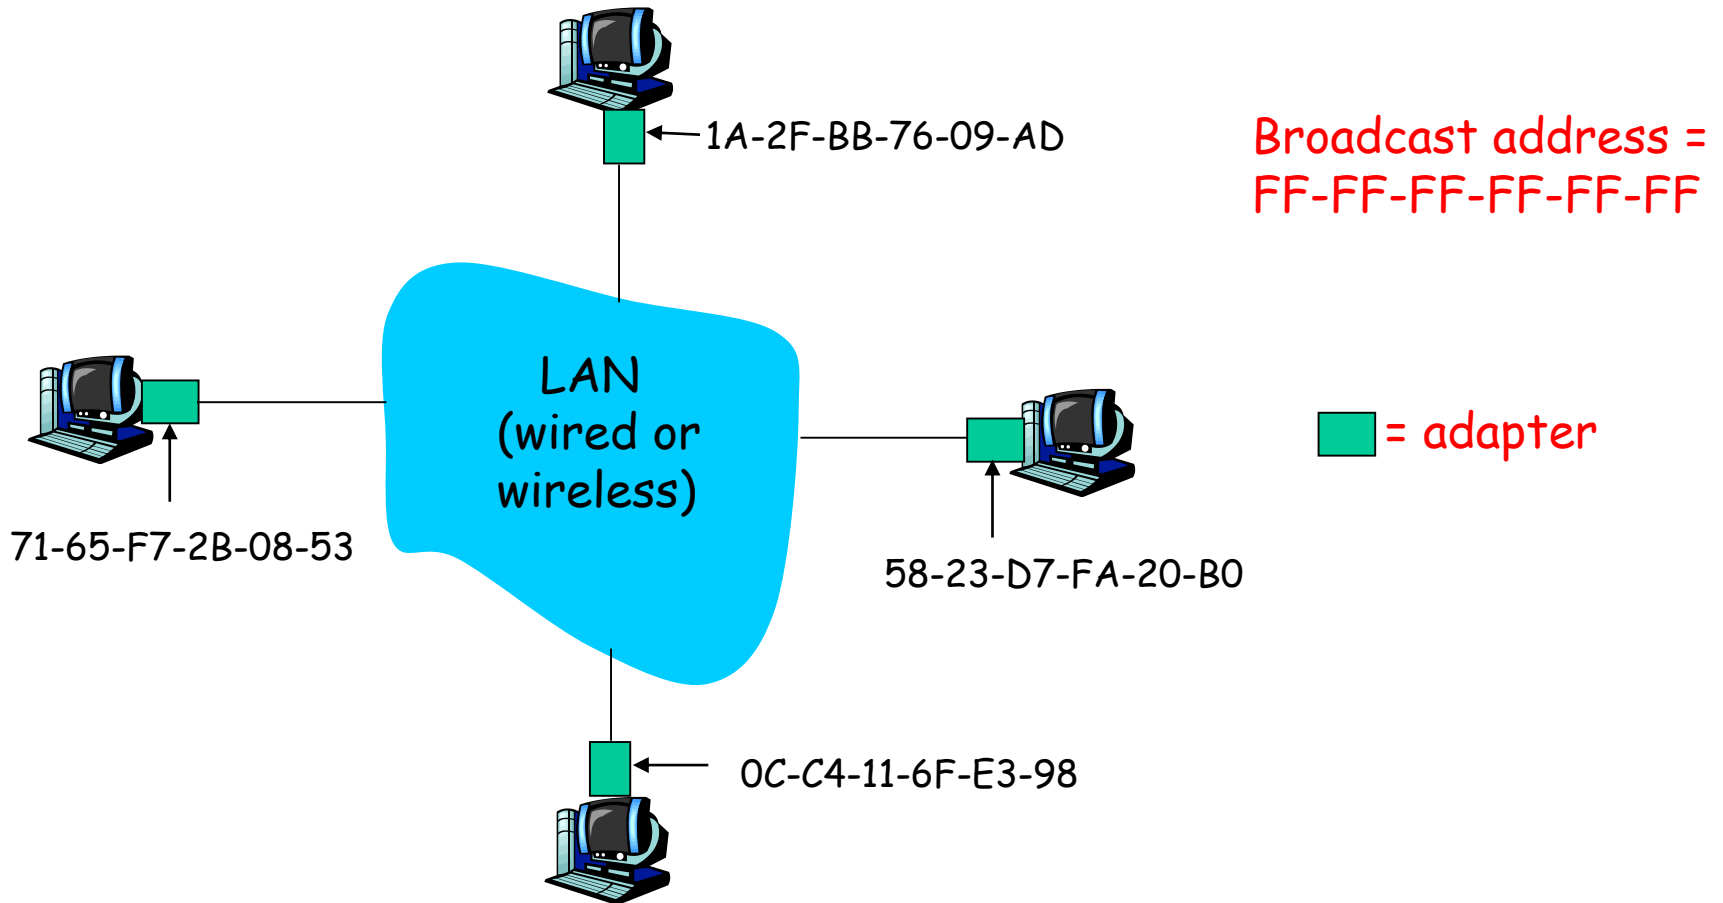 1A-2F-BB-76-09-AD
Broadcast address =
FF-FF-FF-FF-FF-FF
LAN
(wired or
wireless)
= adapter
71-65-F7-2B-08-53
58-23-D7-FA-20-B0
0C-C4-11-6F-E3-98